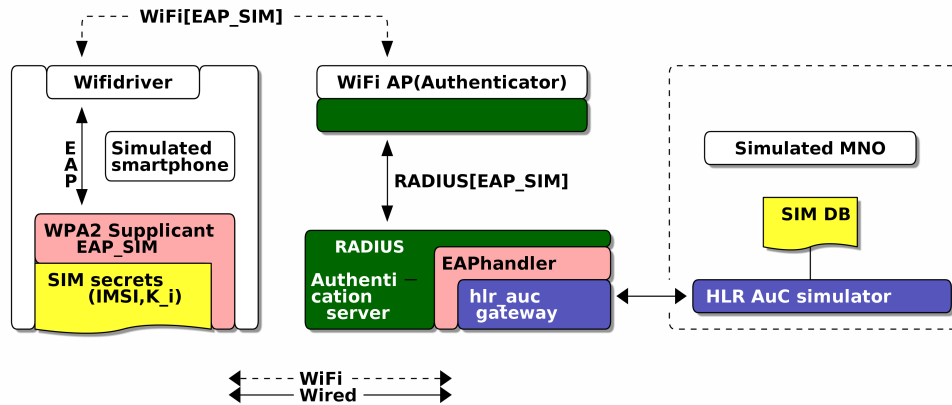 WiFi[EAP_SIM]
Wifidriver
WiFi AP(Authenticator)
E
A
P
Simulated
smartphone
Simulated MNO
RADIUS[EAP_SIM]
SIM DB
WPA2 Supplicant
EAP_SIM
RADIUS
EAPhandler
SIM secrets
(IMSI,K_i)
Authenti
cation
server
hlr_auc
gateway
HLR AuC simulator
WiFi
Wired